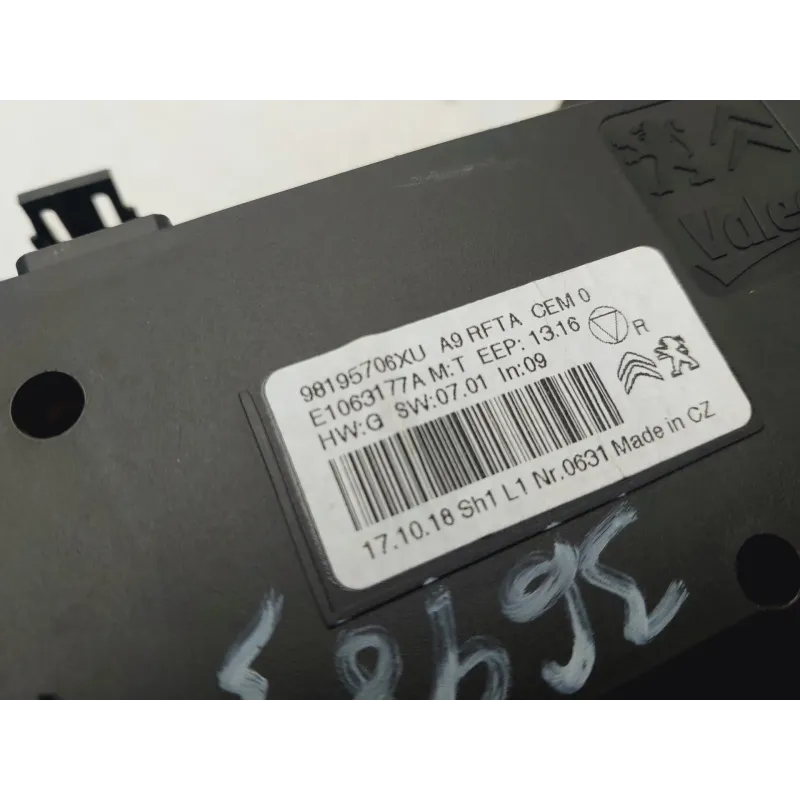 Valeo
98195706XU A9 RFTA CEM 0
E1063177A M:T EEP: 13.16
HW:G SW:07.01 In:09
R
17.10.18 Sh1 L1 Nr.0631 Made in CZ